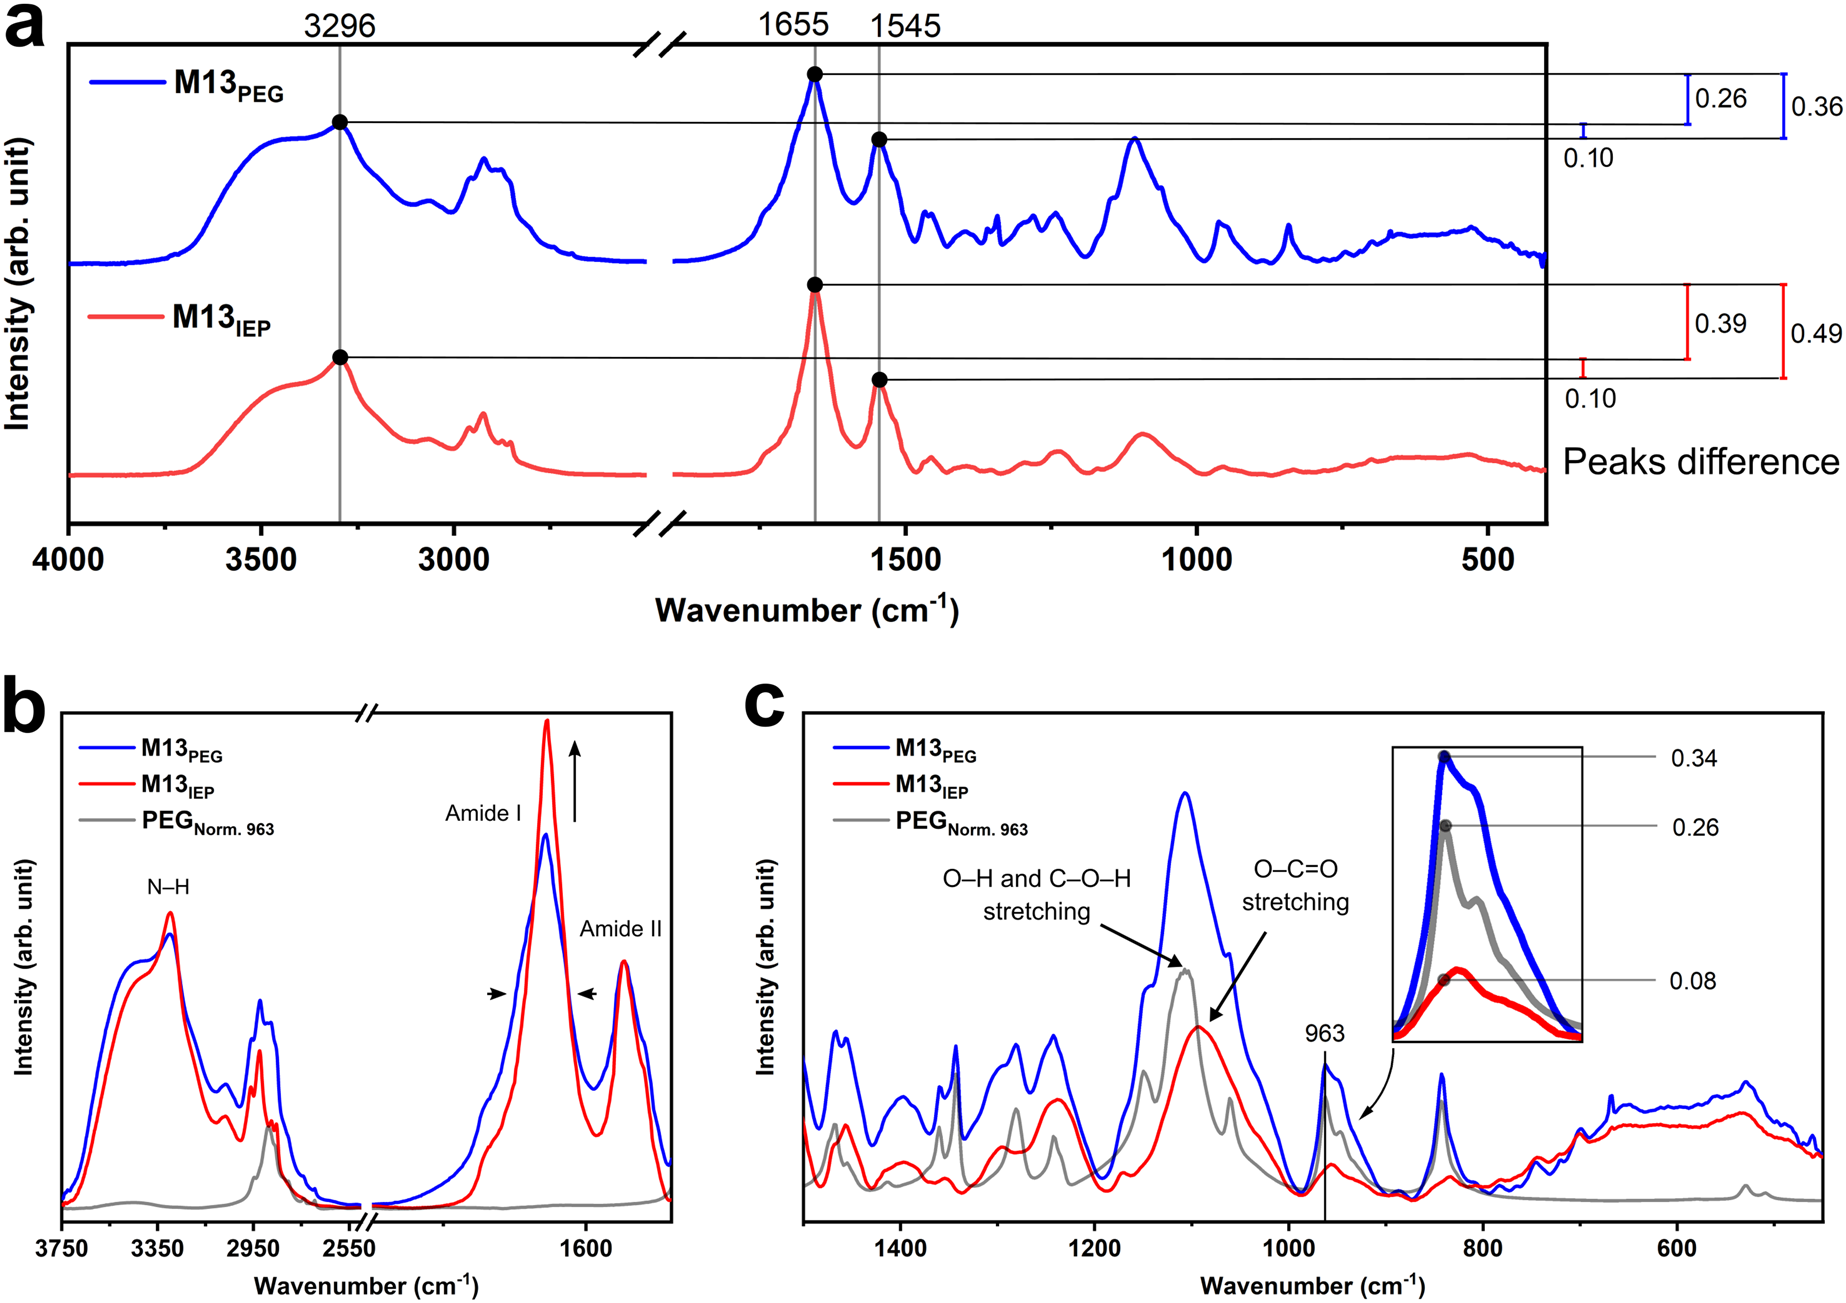 a
3296
1655
1545
M13PEG
0.26
0.36
0.10
M13IEP
0.39
0.49
0.10
Peaks difference
Intensity (arb. unit)
4000
3500
3000
1500
1000
500
Wavenumber (cm-1)
b
M13PEG
M13IEP
PEGNorm. 963
Amide I
N–H
Amide II
Intensity (arb. unit)
3750
3350
2950
2550
1600
Wavenumber (cm-1)
c
M13PEG
M13IEP
PEGNorm. 963
0.34
0.26
0.08
O–H and C–O–H
stretching
O–C=O
stretching
963
Intensity (arb. unit)
1400
1200
1000
800
600
Wavenumber (cm-1)